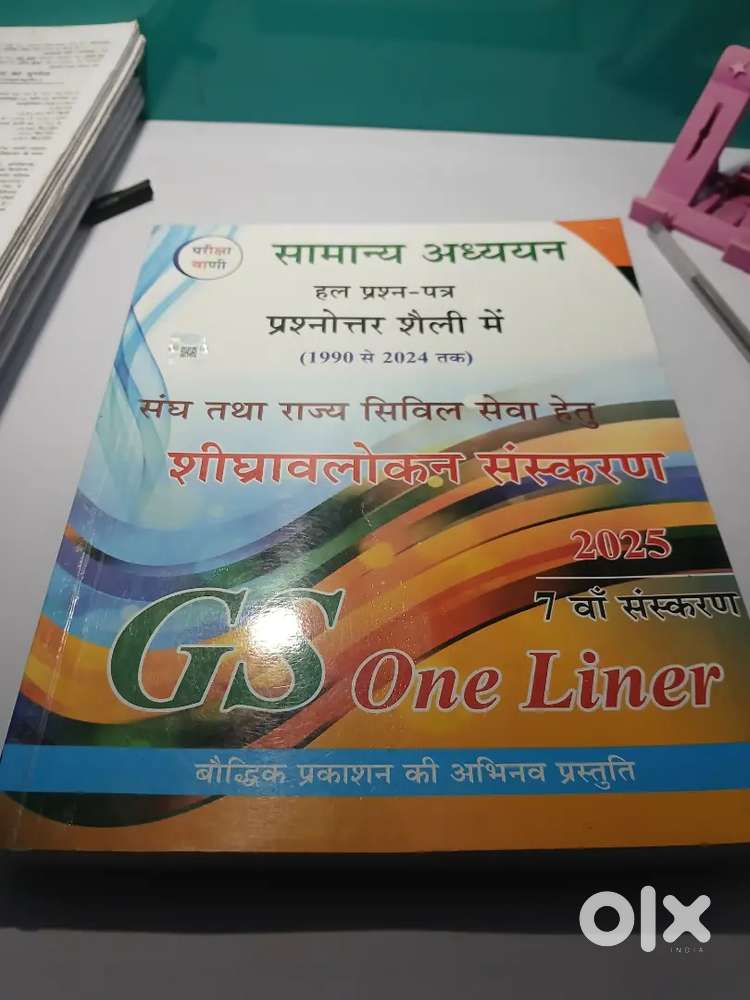 परीक्षा
वाणी
सामान्य अध्ययन
हल प्रश्न-पत्र
प्रश्नोत्तर शैली में
(1990 से 2024 तक)
संघ तथा राज्य सिविल सेवा हेतु
शीघ्रावलोकन संस्करण
2025
7 वाँ संस्करण
GS One Liner
बौद्धिक प्रकाशन की अभिनव प्रस्तुति
olx
INDIA